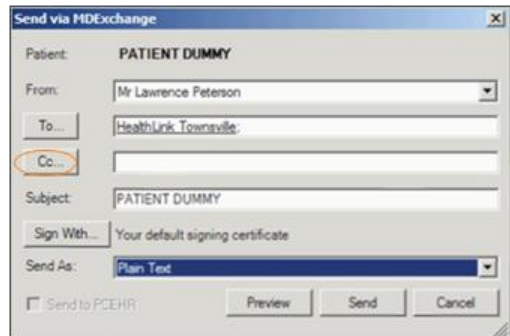 Send via MDExchange
Patient: PATIENT DUMMY
From: Mr Lawrence Peterson
To... HealthLink Townsville;
Cc...
Subject: PATIENT DUMMY
Sign With... Your default signing certificate
Send As: Plain Text
Send to PCEHR Preview Send Cancel